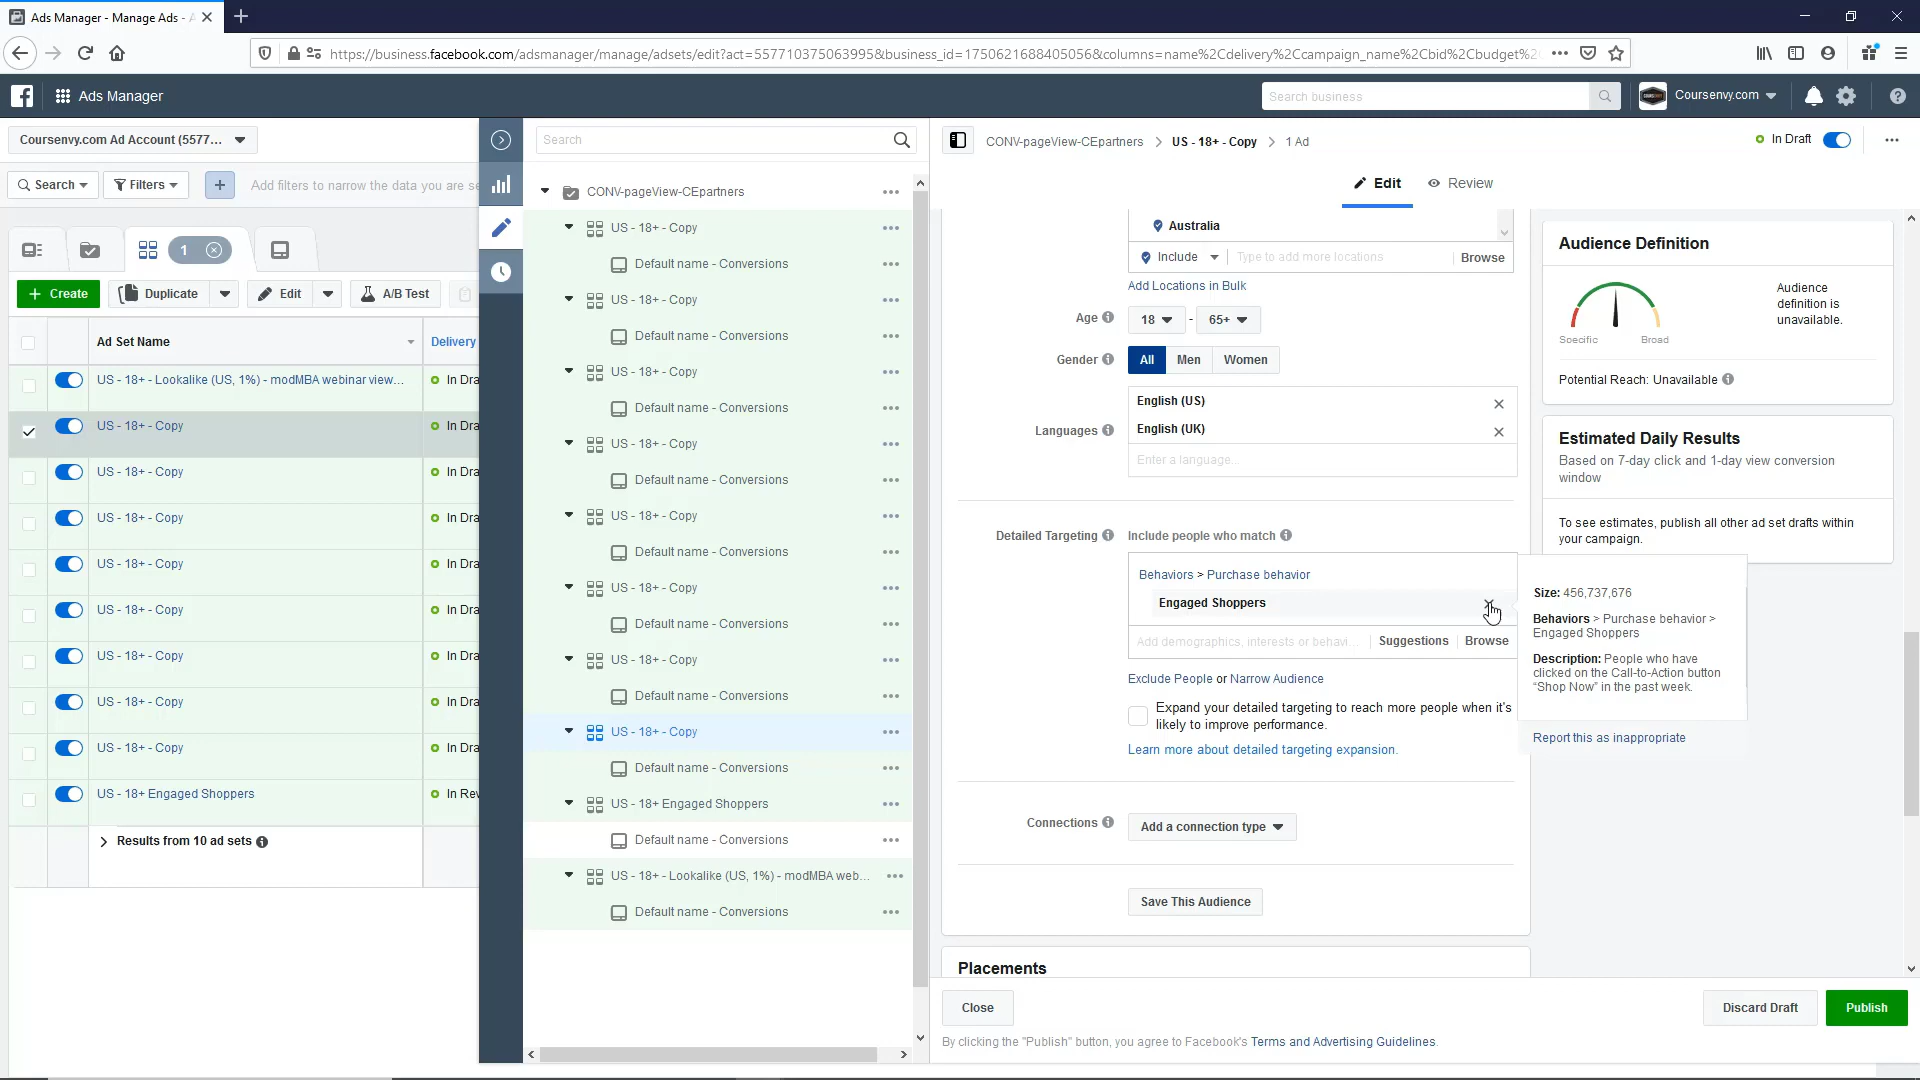 Ads Manager - Manage Ads - A
https://business.facebook.com/adsmanager/manage/adsets/edit?act=557710375063995&business_id=1750621688405056&columns=name%2Cdelivery%2Ccampaign_name%2Cbid%2Cbudget%2
Ads Manager
Search business
Coursenvy.com
Coursenvy.com Ad Account (5577...
Search
Filters
Add filters to narrow the data you are se
1
Create
Duplicate
Edit
A/B Test
Ad Set Name
Delivery
US - 18+ - Lookalike (US, 1%) - modMBA webinar view...
In Dra
US - 18+ - Copy
In Dra
US - 18+ - Copy
In Dra
US - 18+ - Copy
In Dra
US - 18+ - Copy
In Dra
US - 18+ - Copy
In Dra
US - 18+ - Copy
In Dra
US - 18+ - Copy
In Dra
US - 18+ - Copy
In Dra
US - 18+ Engaged Shoppers
In Rev
Results from 10 ad sets
Search
CONV-pageView-CEpartners
US - 18+ - Copy
Default name - Conversions
US - 18+ - Copy
Default name - Conversions
US - 18+ - Copy
Default name - Conversions
US - 18+ - Copy
Default name - Conversions
US - 18+ - Copy
Default name - Conversions
US - 18+ - Copy
Default name - Conversions
US - 18+ - Copy
Default name - Conversions
US - 18+ - Copy
Default name - Conversions
US - 18+ Engaged Shoppers
Default name - Conversions
US - 18+ - Lookalike (US, 1%) - modMBA web...
Default name - Conversions
CONV-pageView-CEpartners > US - 18+ - Copy > 1 Ad
In Draft
Edit
Review
Australia
Include
Type to add more locations
Browse
Add Locations in Bulk
Age
18 - 65+
Gender
All
Men
Women
Languages
English (US)
English (UK)
Enter a language...
Detailed Targeting
Include people who match
Behaviors > Purchase behavior
Engaged Shoppers
Add demographics, interests or behavi...
Suggestions
Browse
Exclude People or Narrow Audience
Expand your detailed targeting to reach more people when it's
likely to improve performance.
Learn more about detailed targeting expansion.
Connections
Add a connection type
Save This Audience
Placements
Close
Discard Draft
Publish
By clicking the "Publish" button, you agree to Facebook's Terms and Advertising Guidelines.
Audience Definition
Specific
Broad
Audience
definition is
unavailable.
Potential Reach: Unavailable
Estimated Daily Results
Based on 7-day click and 1-day view conversion
window
To see estimates, publish all other ad set drafts within
your campaign.
Size: 456,737,676
Behaviors > Purchase behavior >
Engaged Shoppers
Description: People who have
clicked on the Call-to-Action button
“Shop Now” in the past week.
Report this as inappropriate